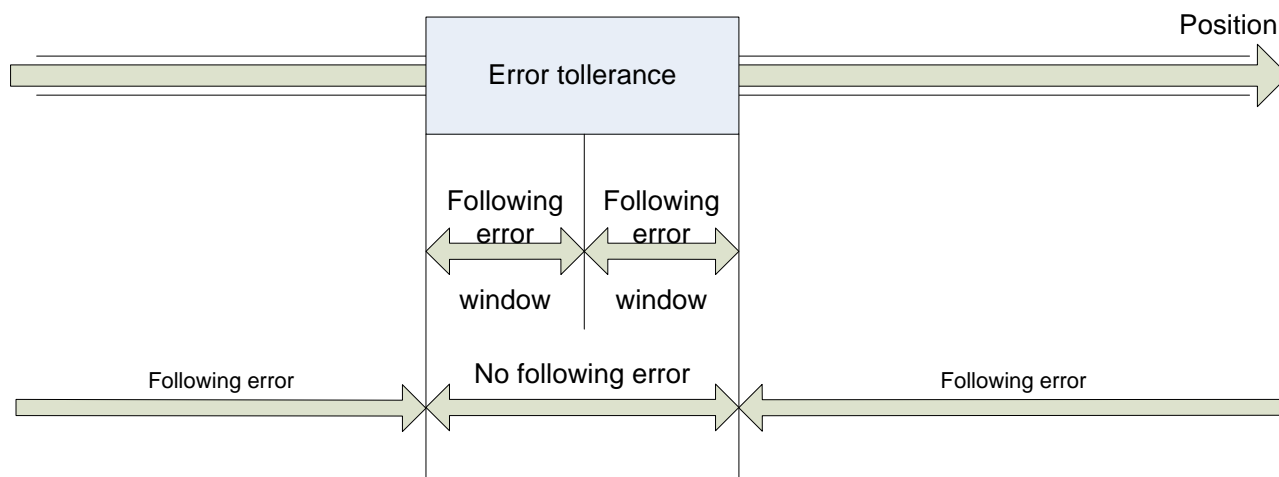 Position
Error tollerance
Following
error
window
Following
error
window
Following error
No following error
Following error